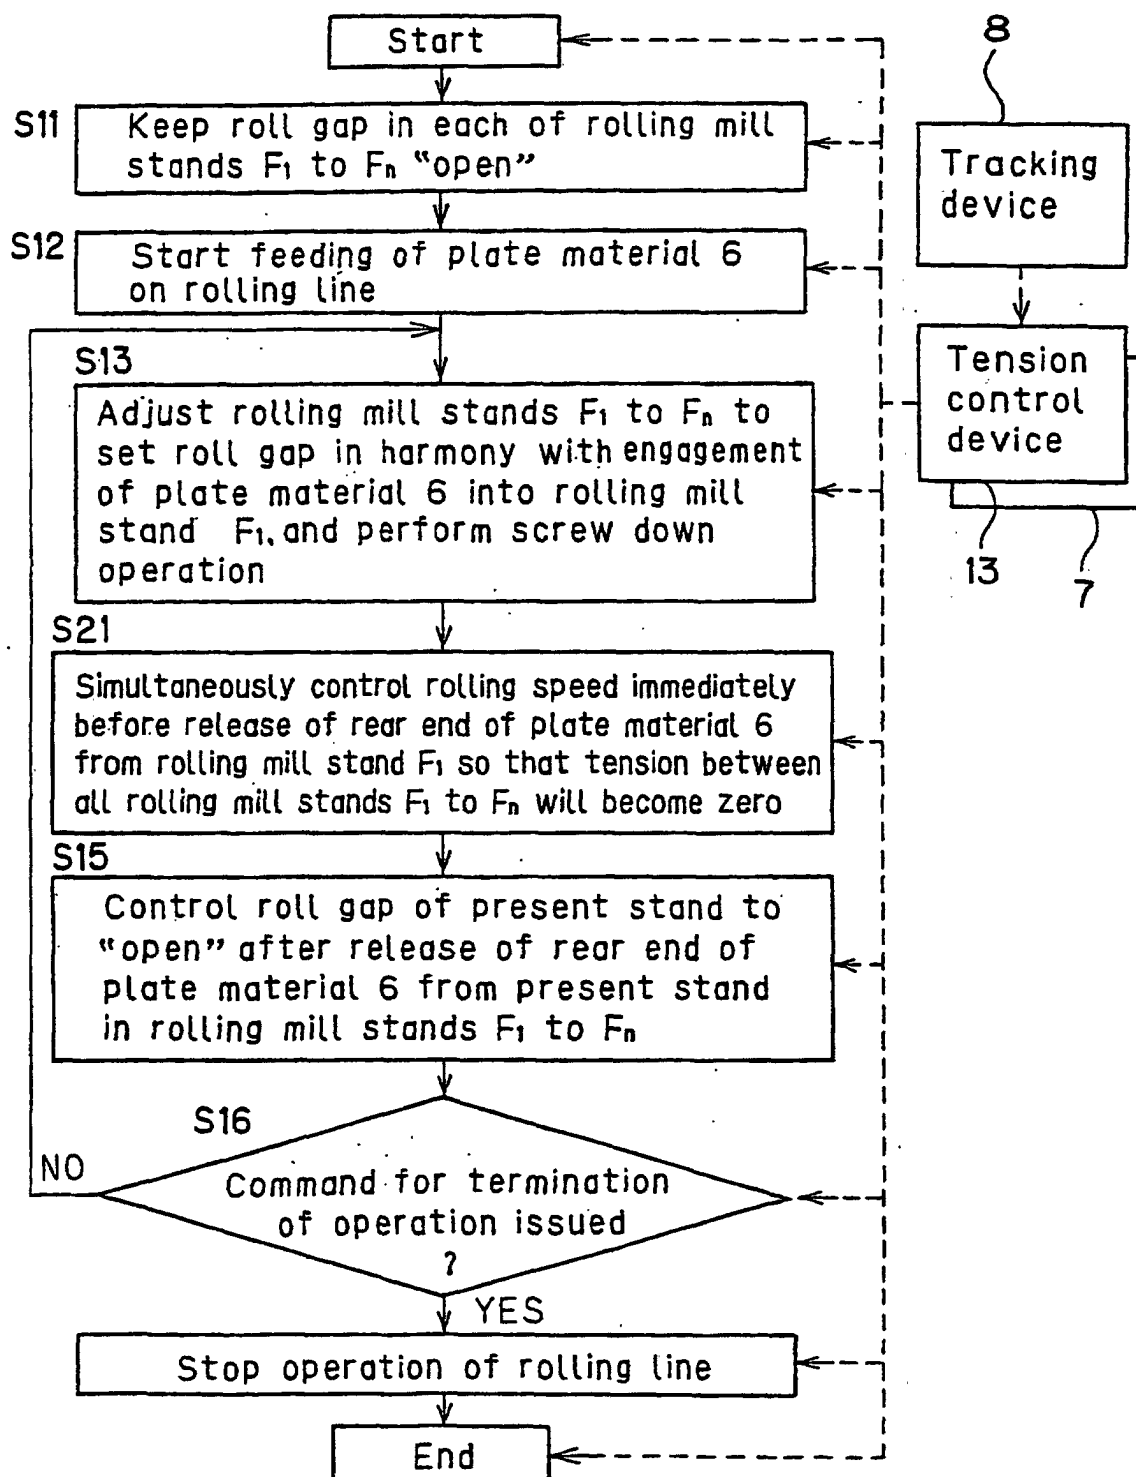 Start
S11
Keep roll gap in each of rolling mill
stands F₁ to Fₙ “open”
S12
Start feeding of plate material 6
on rolling line
S13
Adjust rolling mill stands F₁ to Fₙ to
set roll gap in harmony with engagement
of plate material 6 into rolling mill
stand F₁, and perform screw down
operation
S21
Simultaneously control rolling speed immediately
before release of rear end of plate material 6
from rolling mill stand F₁ so that tension between
all rolling mill stands F₁ to Fₙ will become zero
S15
Control roll gap of present stand to
“open” after release of rear end of
plate material 6 from present stand
in rolling mill stands F₁ to Fₙ
S16
NO
Command for termination
of operation issued
?
YES
Stop operation of rolling line
End
8
Tracking
device
Tension
control
device
13
7